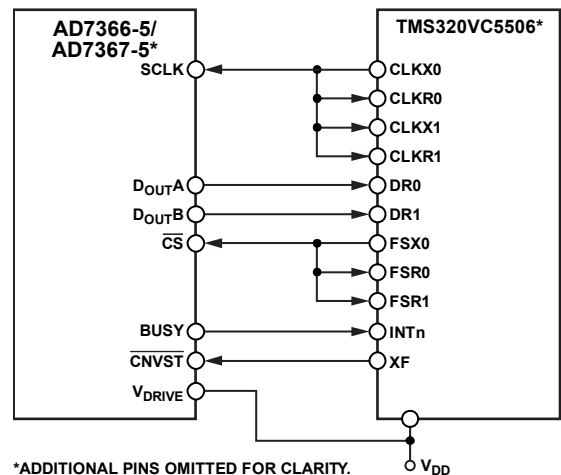 AD7366-5/
AD7367-5*
TMS320VC5506*
SCLK
CLKX0
CLKR0
CLKX1
CLKR1
DOUTA
DR0
DOUTB
DR1
CS
FSX0
FSR0
FSR1
BUSY
INTn
CNVST
XF
VDRIVE
*ADDITIONAL PINS OMITTED FOR CLARITY.
VDD